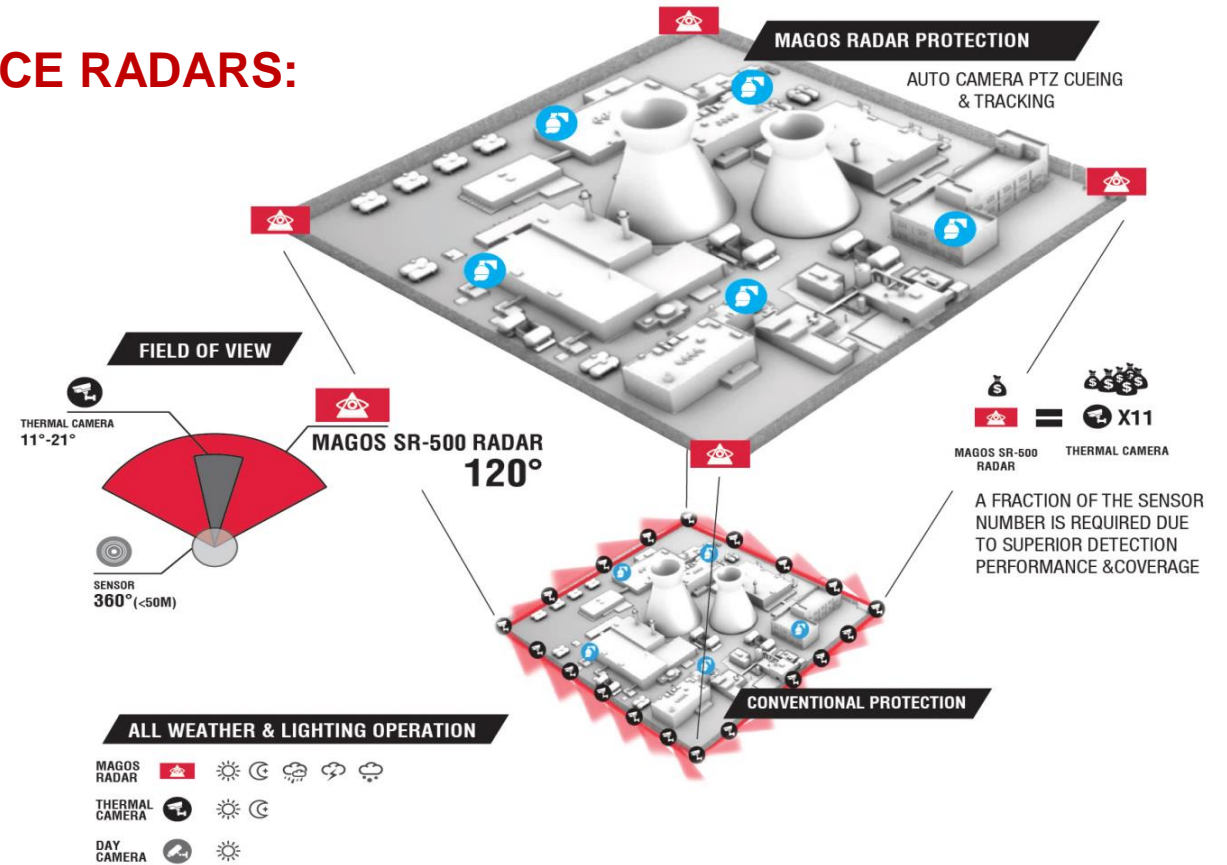 CE RADARS:
MAGOS RADAR PROTECTION
AUTO CAMERA PTZ CUEING
& TRACKING
FIELD OF VIEW
THERMAL CAMERA
11°-21°
MAGOS SR-500 RADAR
120°
SENSOR
360°(<50M)
$
$$$$$
X11
MAGOS SR-500
RADAR
THERMAL CAMERA
A FRACTION OF THE SENSOR
NUMBER IS REQUIRED DUE
TO SUPERIOR DETECTION
PERFORMANCE &COVERAGE
CONVENTIONAL PROTECTION
ALL WEATHER & LIGHTING OPERATION
MAGOS
RADAR
THERMAL
CAMERA
DAY
CAMERA